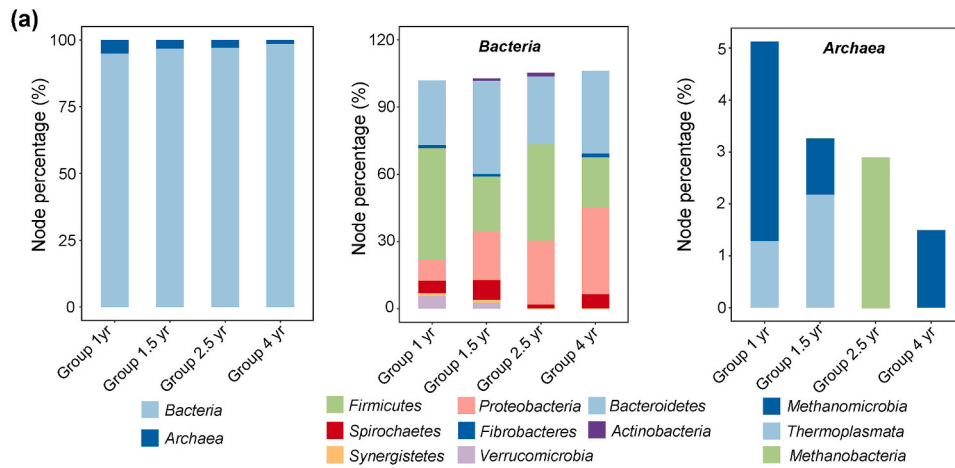 (a)
100
75
50
25
0
Node percentage (%)
Group 1yr
Group 1.5 yr
Group 2.5 yr
Group 4 yr
Bacteria
Archaea
Bacteria
120
90
60
30
0
Node percentage (%)
Group 1 yr
Group 1.5 yr
Group 2.5 yr
Group 4 yr
Firmicutes
Proteobacteria
Bacteroidetes
Spirochaetes
Fibrobacteres
Actinobacteria
Synergistetes
Verrucomicrobia
Archaea
5
4
3
2
1
0
Node percentage (%)
Group 1 yr
Group 1.5 yr
Group 2.5 yr
Group 4 yr
Methanomicrobia
Thermoplasmata
Methanobacteria